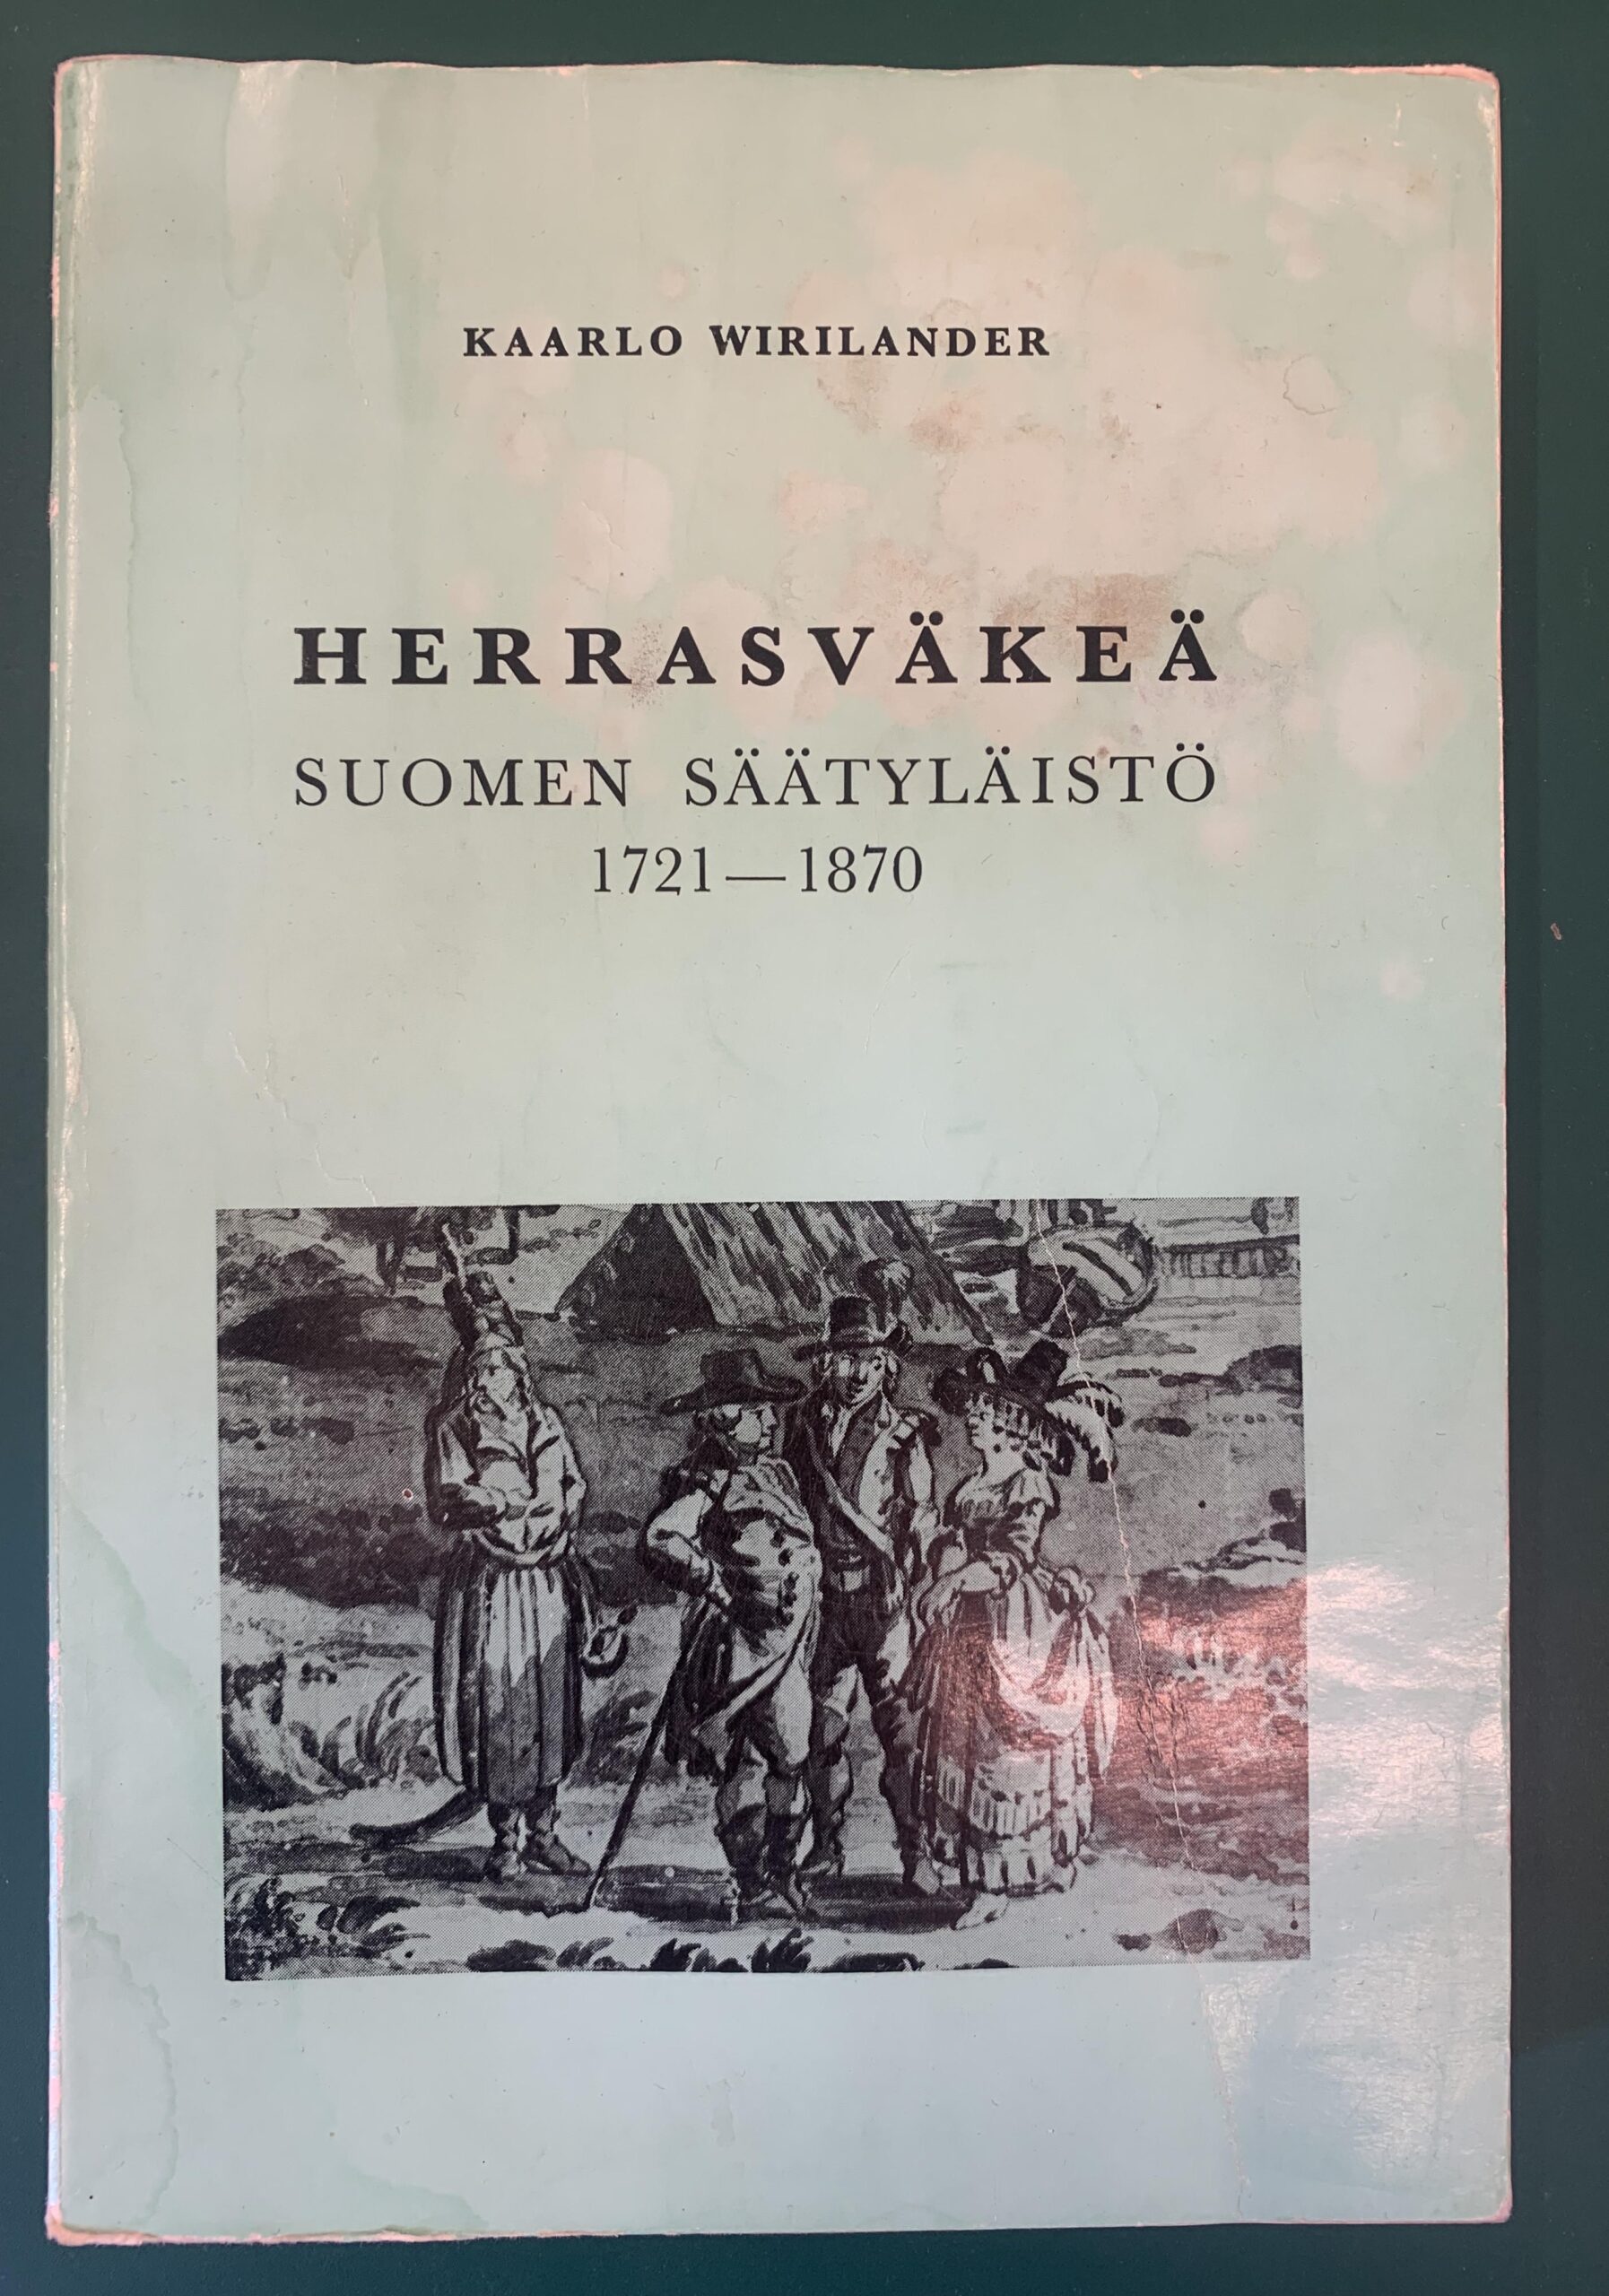 KAARLO WIRILANDER
HERRASVÄKEÄ
SUOMEN SÄÄTYLÄISTÖ
1721—1870